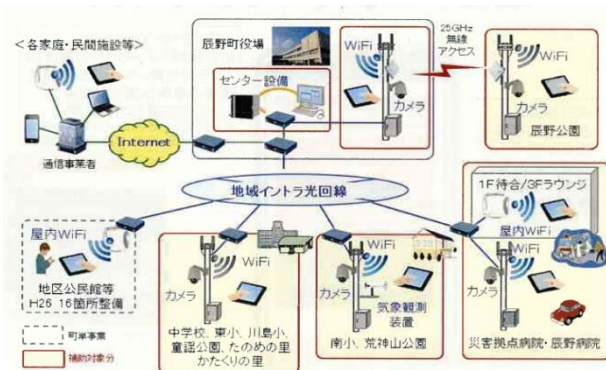 ＜各家庭・民間施設等＞
通信事業者
Internet
辰野町役場
センター設備
WiFi
カメラ
25GHz
無線
アクセス
WiFi
カメラ
辰野公園
地域イントラ光回線
屋内WiFi
地区公民館等
H26 16箇所整備
WiFi
カメラ
中学校、東小、川島小、
童謡公園、たのめの里
かたくりの里
WiFi
カメラ
気象観測
装置
南小、荒神山公園
1F待合/3Fラウンジ
屋内WiFi
WiFi
カメラ
災害拠点病院・辰野病院
町単事業
補助対象分